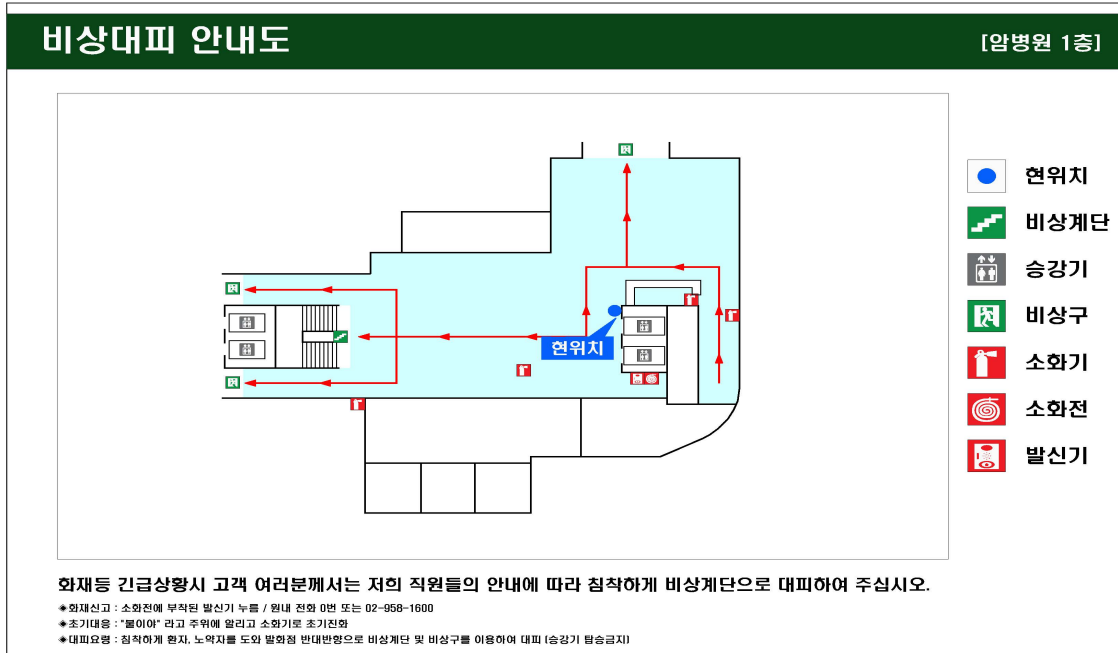 비상대피 안내도
[암병원 1층]
현위치
현위치
비상계단
승강기
비상구
소화기
소화전
발신기
화재등 긴급상황시 고객 여러분께서는 저희 직원들의 안내에 따라 침착하게 비상계단으로 대피하여 주십시오.
◈화재신고 : 소화전에 부착된 발신기 누름 / 원내 전화 0번 또는 02-958-1600
◈초기대응 : "불이야" 라고 주위에 알리고 소화기로 초기진화
◈대피요령 : 침착하게 환자, 노약자를 도와 발화점 반대반향으로 비상계단 및 비상구를 이용하여 대피 (승강기 탑승금지)